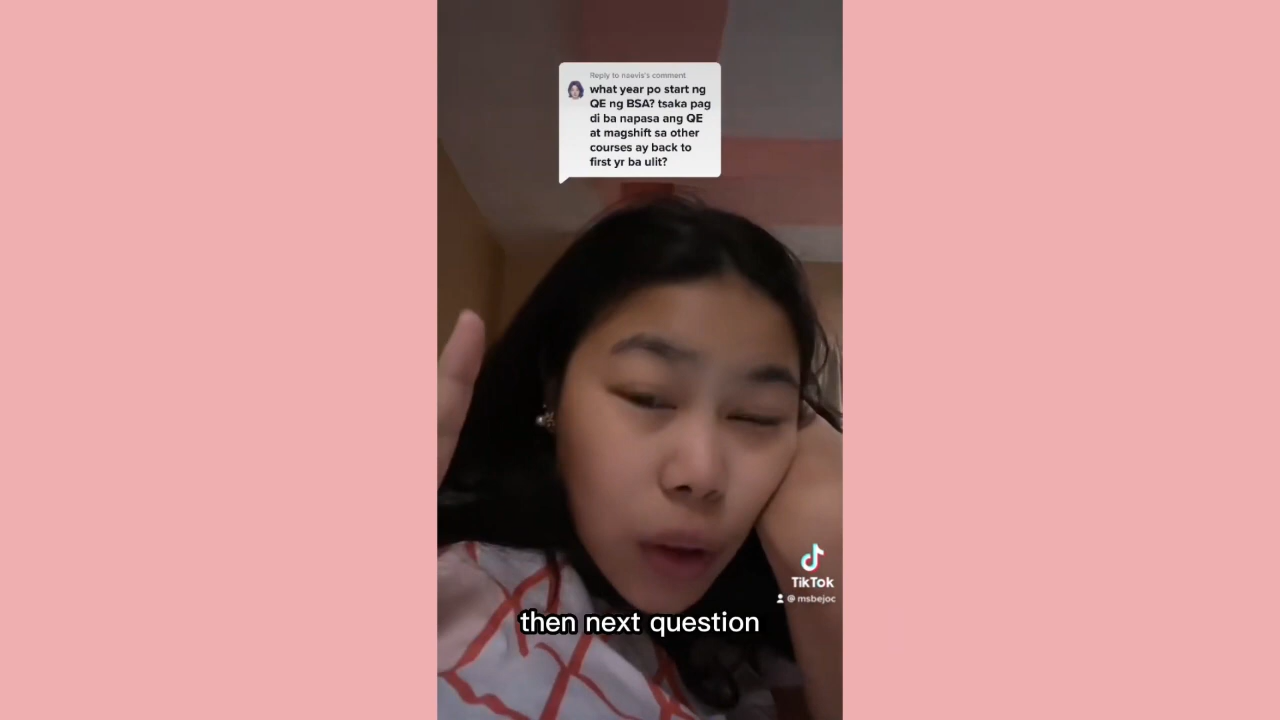 Reply to naevis's comment
what year po start ng
QE ng BSA? tsaka pag
di ba napasa ang QE
at magshift sa other
courses ay back to
first yr ba ulit?
TikTok
@ msbejoc
then next question